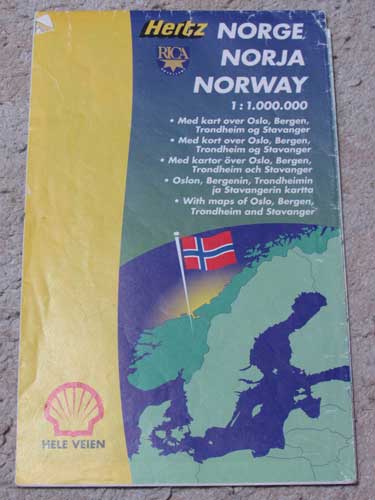 Hertz
RICA
NORGE
NORJA
NORWAY
1:1.000.000
• Med kart over Oslo, Bergen,
Trondheim og Stavanger
• Med kort over Oslo, Bergen,
Trondheim og Stavanger
• Med kartor över Oslo, Bergen,
Trondheim och Stavanger
• Oslon, Bergenin, Trondheimin
ja Stavangerin kartta
• With maps of Oslo, Bergen,
Trondheim and Stavanger
HELE VEIEN